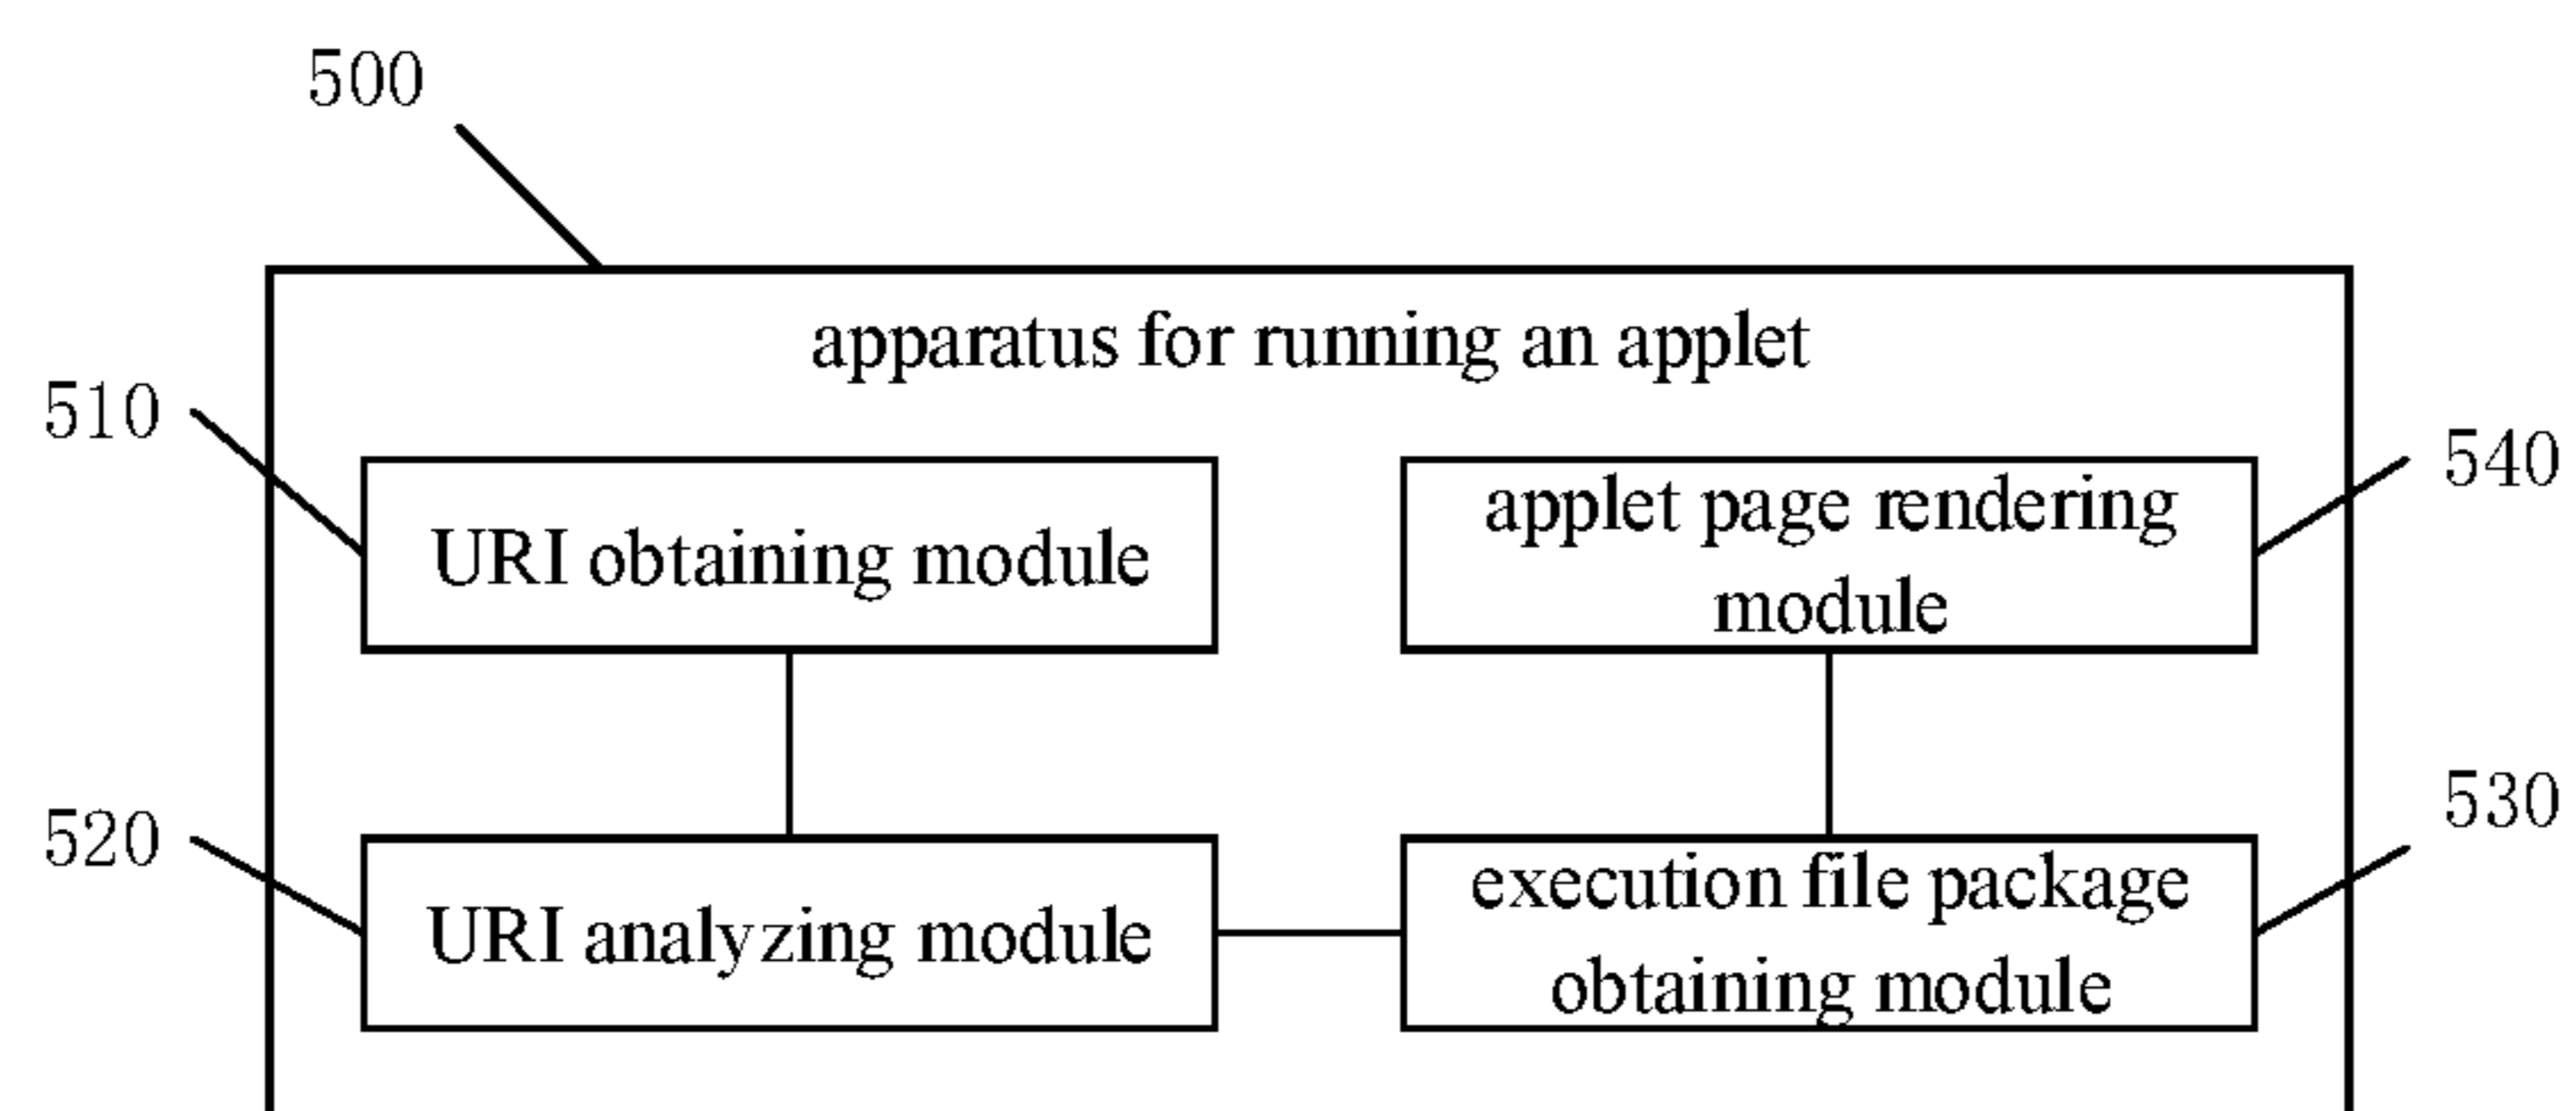 500
apparatus for running an applet
510
540
URI obtaining module
applet page rendering
module
520
530
URI analyzing module
execution file package
obtaining module